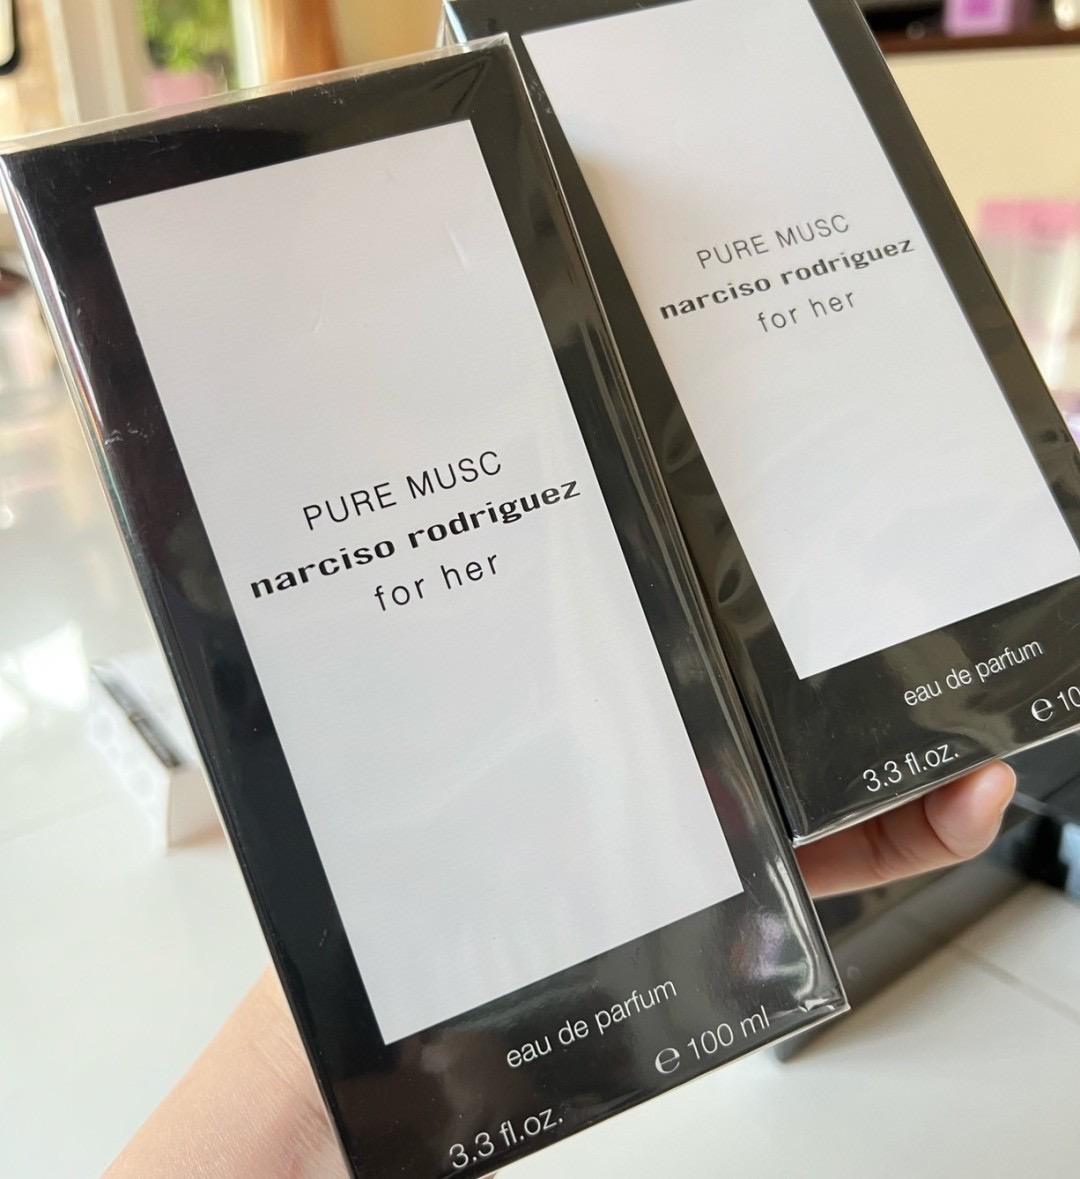 PURE MUSC
narciso rodriguez
for her
eau de parfum
℮ 100 ml
3.3 fl.oz.
PURE MUSC
narciso rodriguez
for her
eau de parfum
℮ 10
3.3 fl.oz.